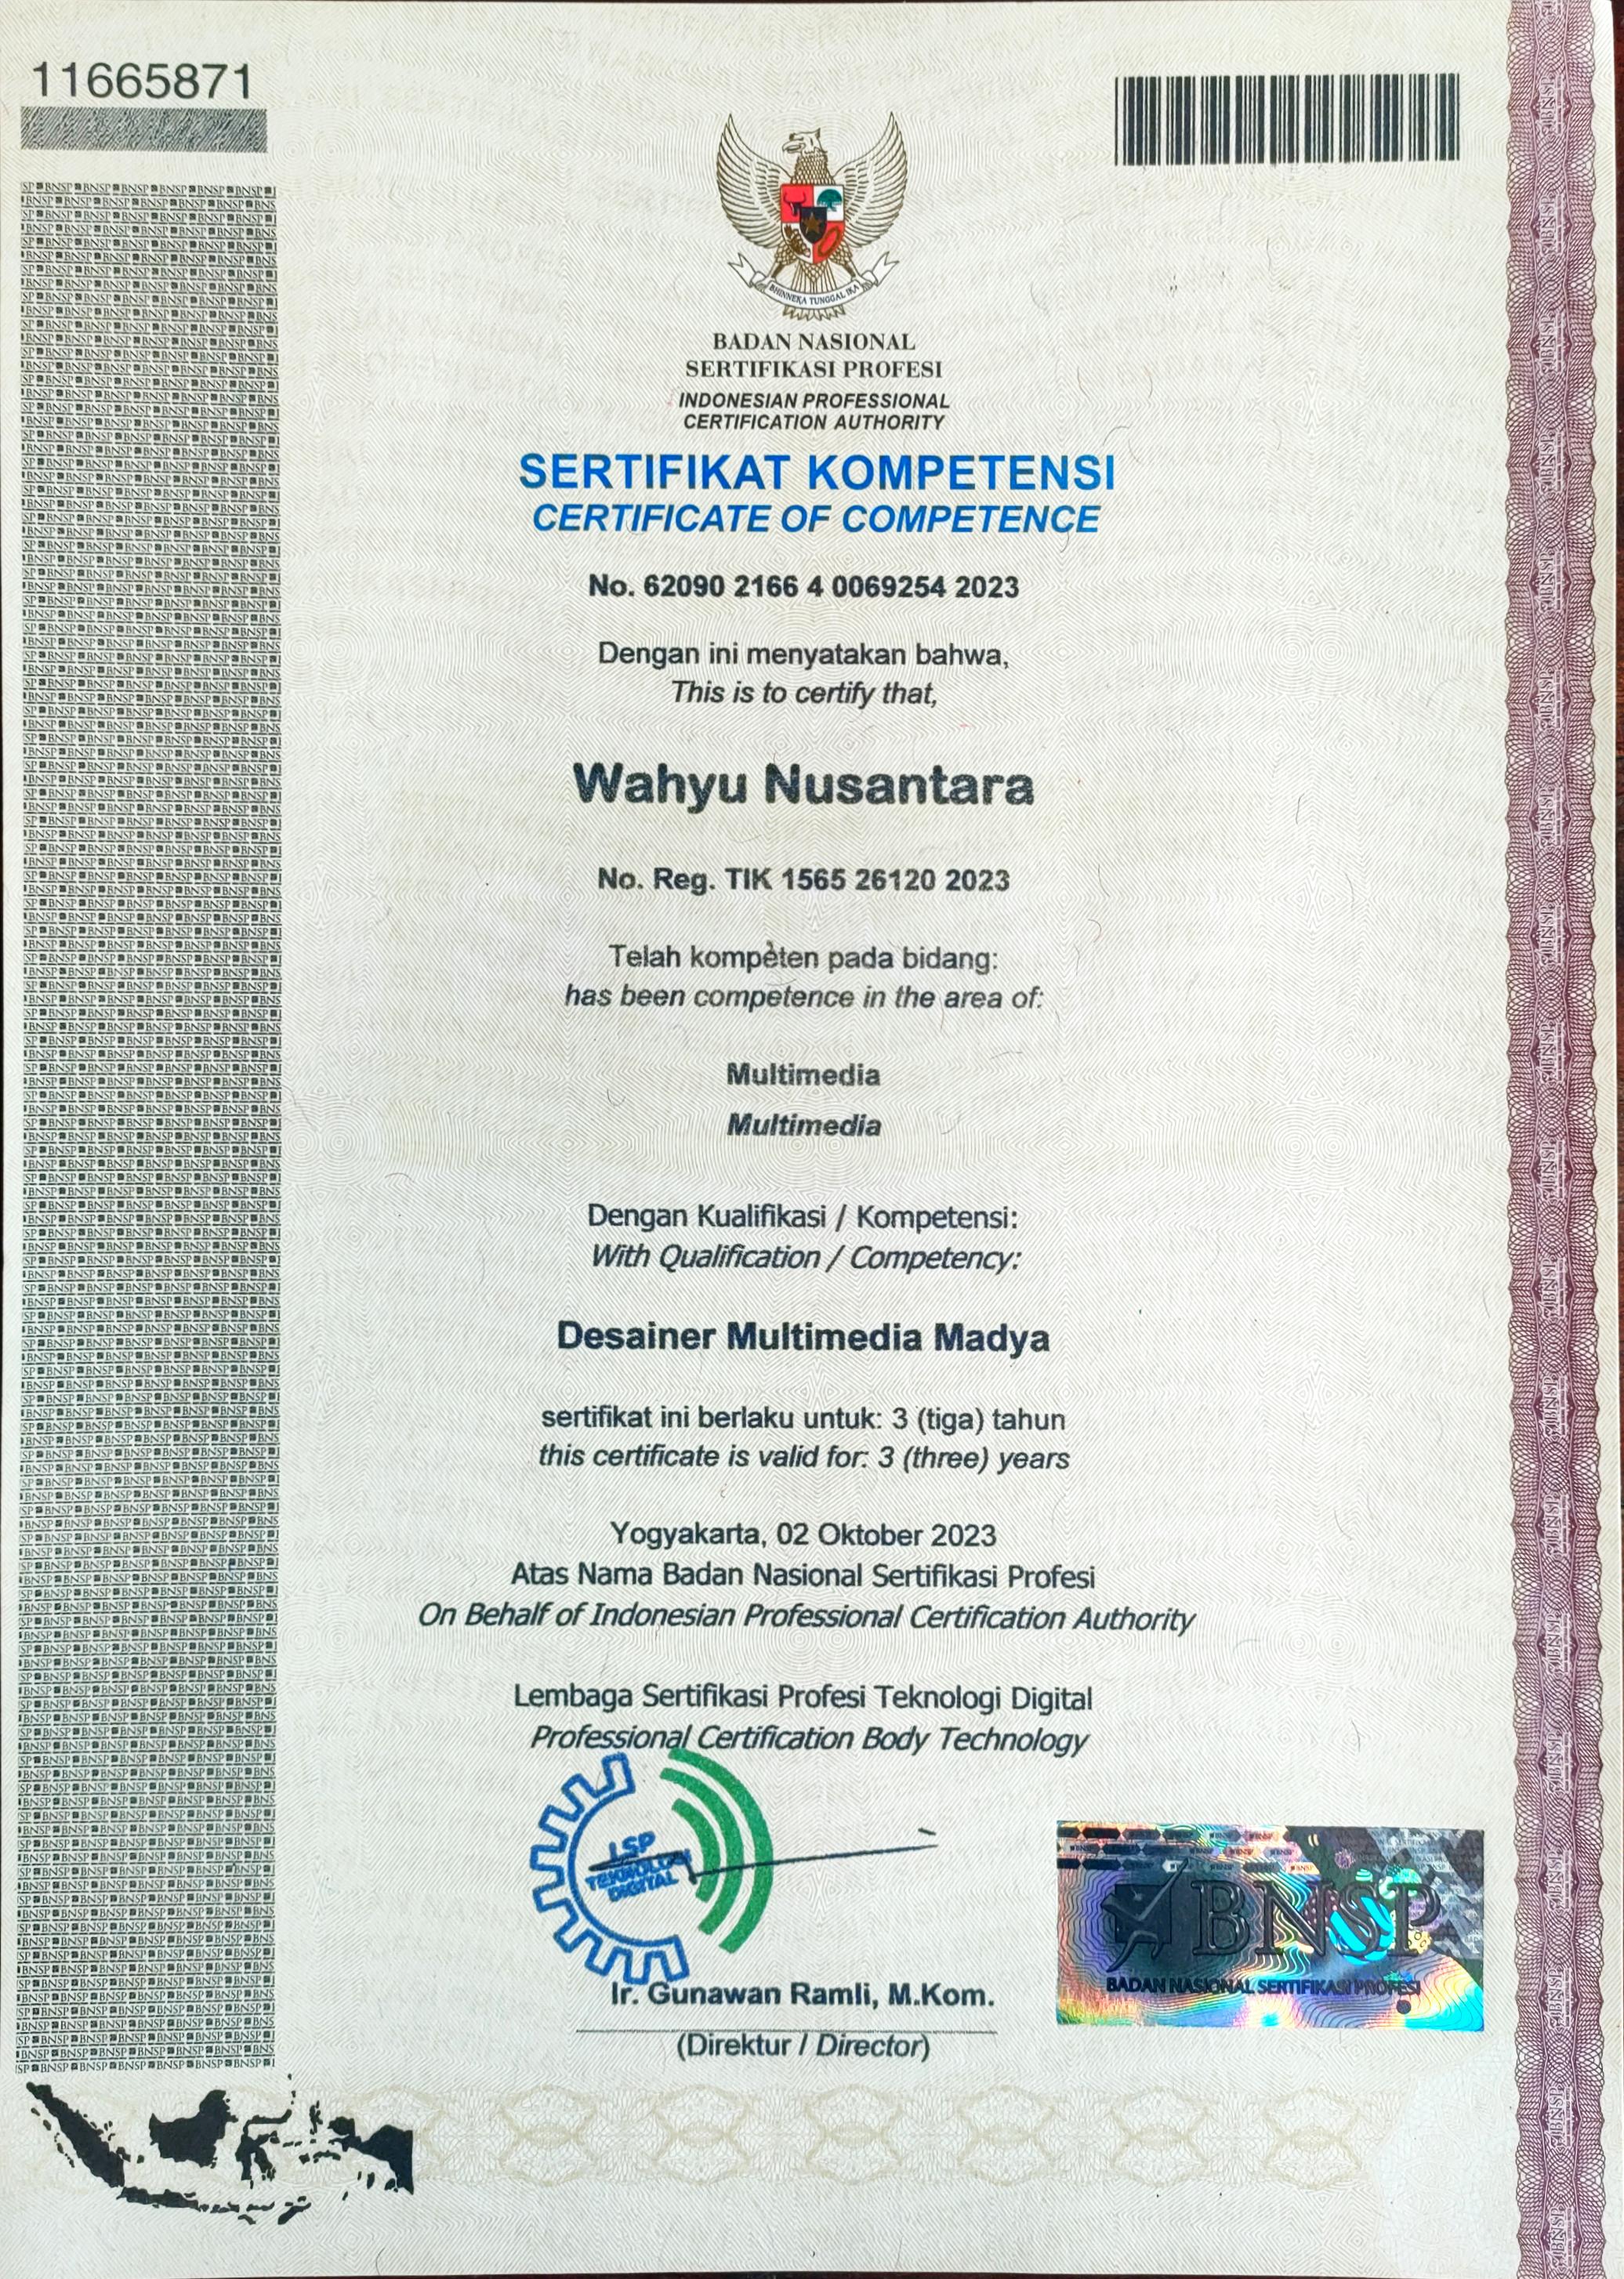 11665871
BHINNEKA TUNGGAL IKA
BADAN NASIONAL
SERTIFIKASI PROFESI
INDONESIAN PROFESSIONAL
CERTIFICATION AUTHORITY
SERTIFIKAT KOMPETENSI
CERTIFICATE OF COMPETENCE
No. 62090 2166 4 0069254 2023
Dengan ini menyatakan bahwa,
This is to certify that,
Wahyu Nusantara
No. Reg. TIK 1565 26120 2023
Telah kompeten pada bidang:
has been competence in the area of:
Multimedia
Multimedia
Dengan Kualifikasi / Kompetensi:
With Qualification / Competency:
Desainer Multimedia Madya
sertifikat ini berlaku untuk: 3 (tiga) tahun
this certificate is valid for: 3 (three) years
Yogyakarta, 02 Oktober 2023
Atas Nama Badan Nasional Sertifikasi Profesi
On Behalf of Indonesian Professional Certification Authority
Lembaga Sertifikasi Profesi Teknologi Digital
Professional Certification Body Technology
LSP
TEKNOLOGI
DIGITAL
Ir. Gunawan Ramli, M.Kom.
(Direktur / Director)
BNSP
BADAN NASIONAL SERTIFIKASI PROFESI